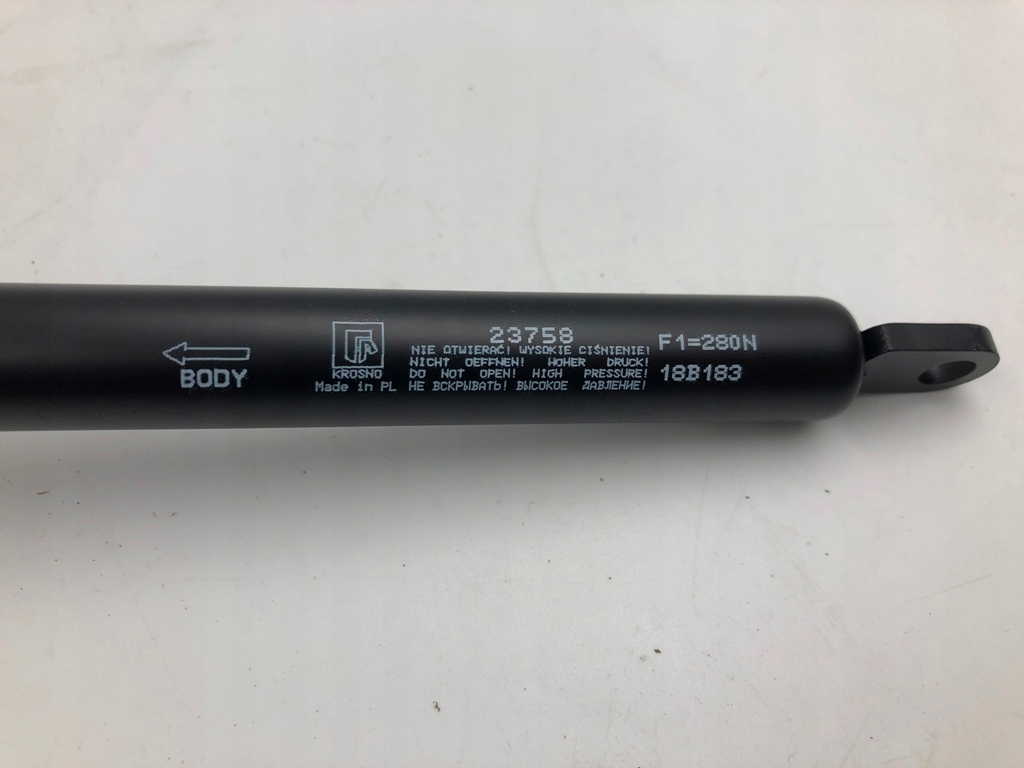 BODY
KROSNO
Made in PL
23758
NIE OTWIERAĆ! WYSOKIE CIŚNIENIE!
NICHT OEFFNEN! HOHER DRUCK!
DO NOT OPEN! HIGH PRESSURE!
НЕ ВСКРЫВАТЬ! ВЫСОКОЕ ДАВЛЕНИЕ!
F1=280N
18B183